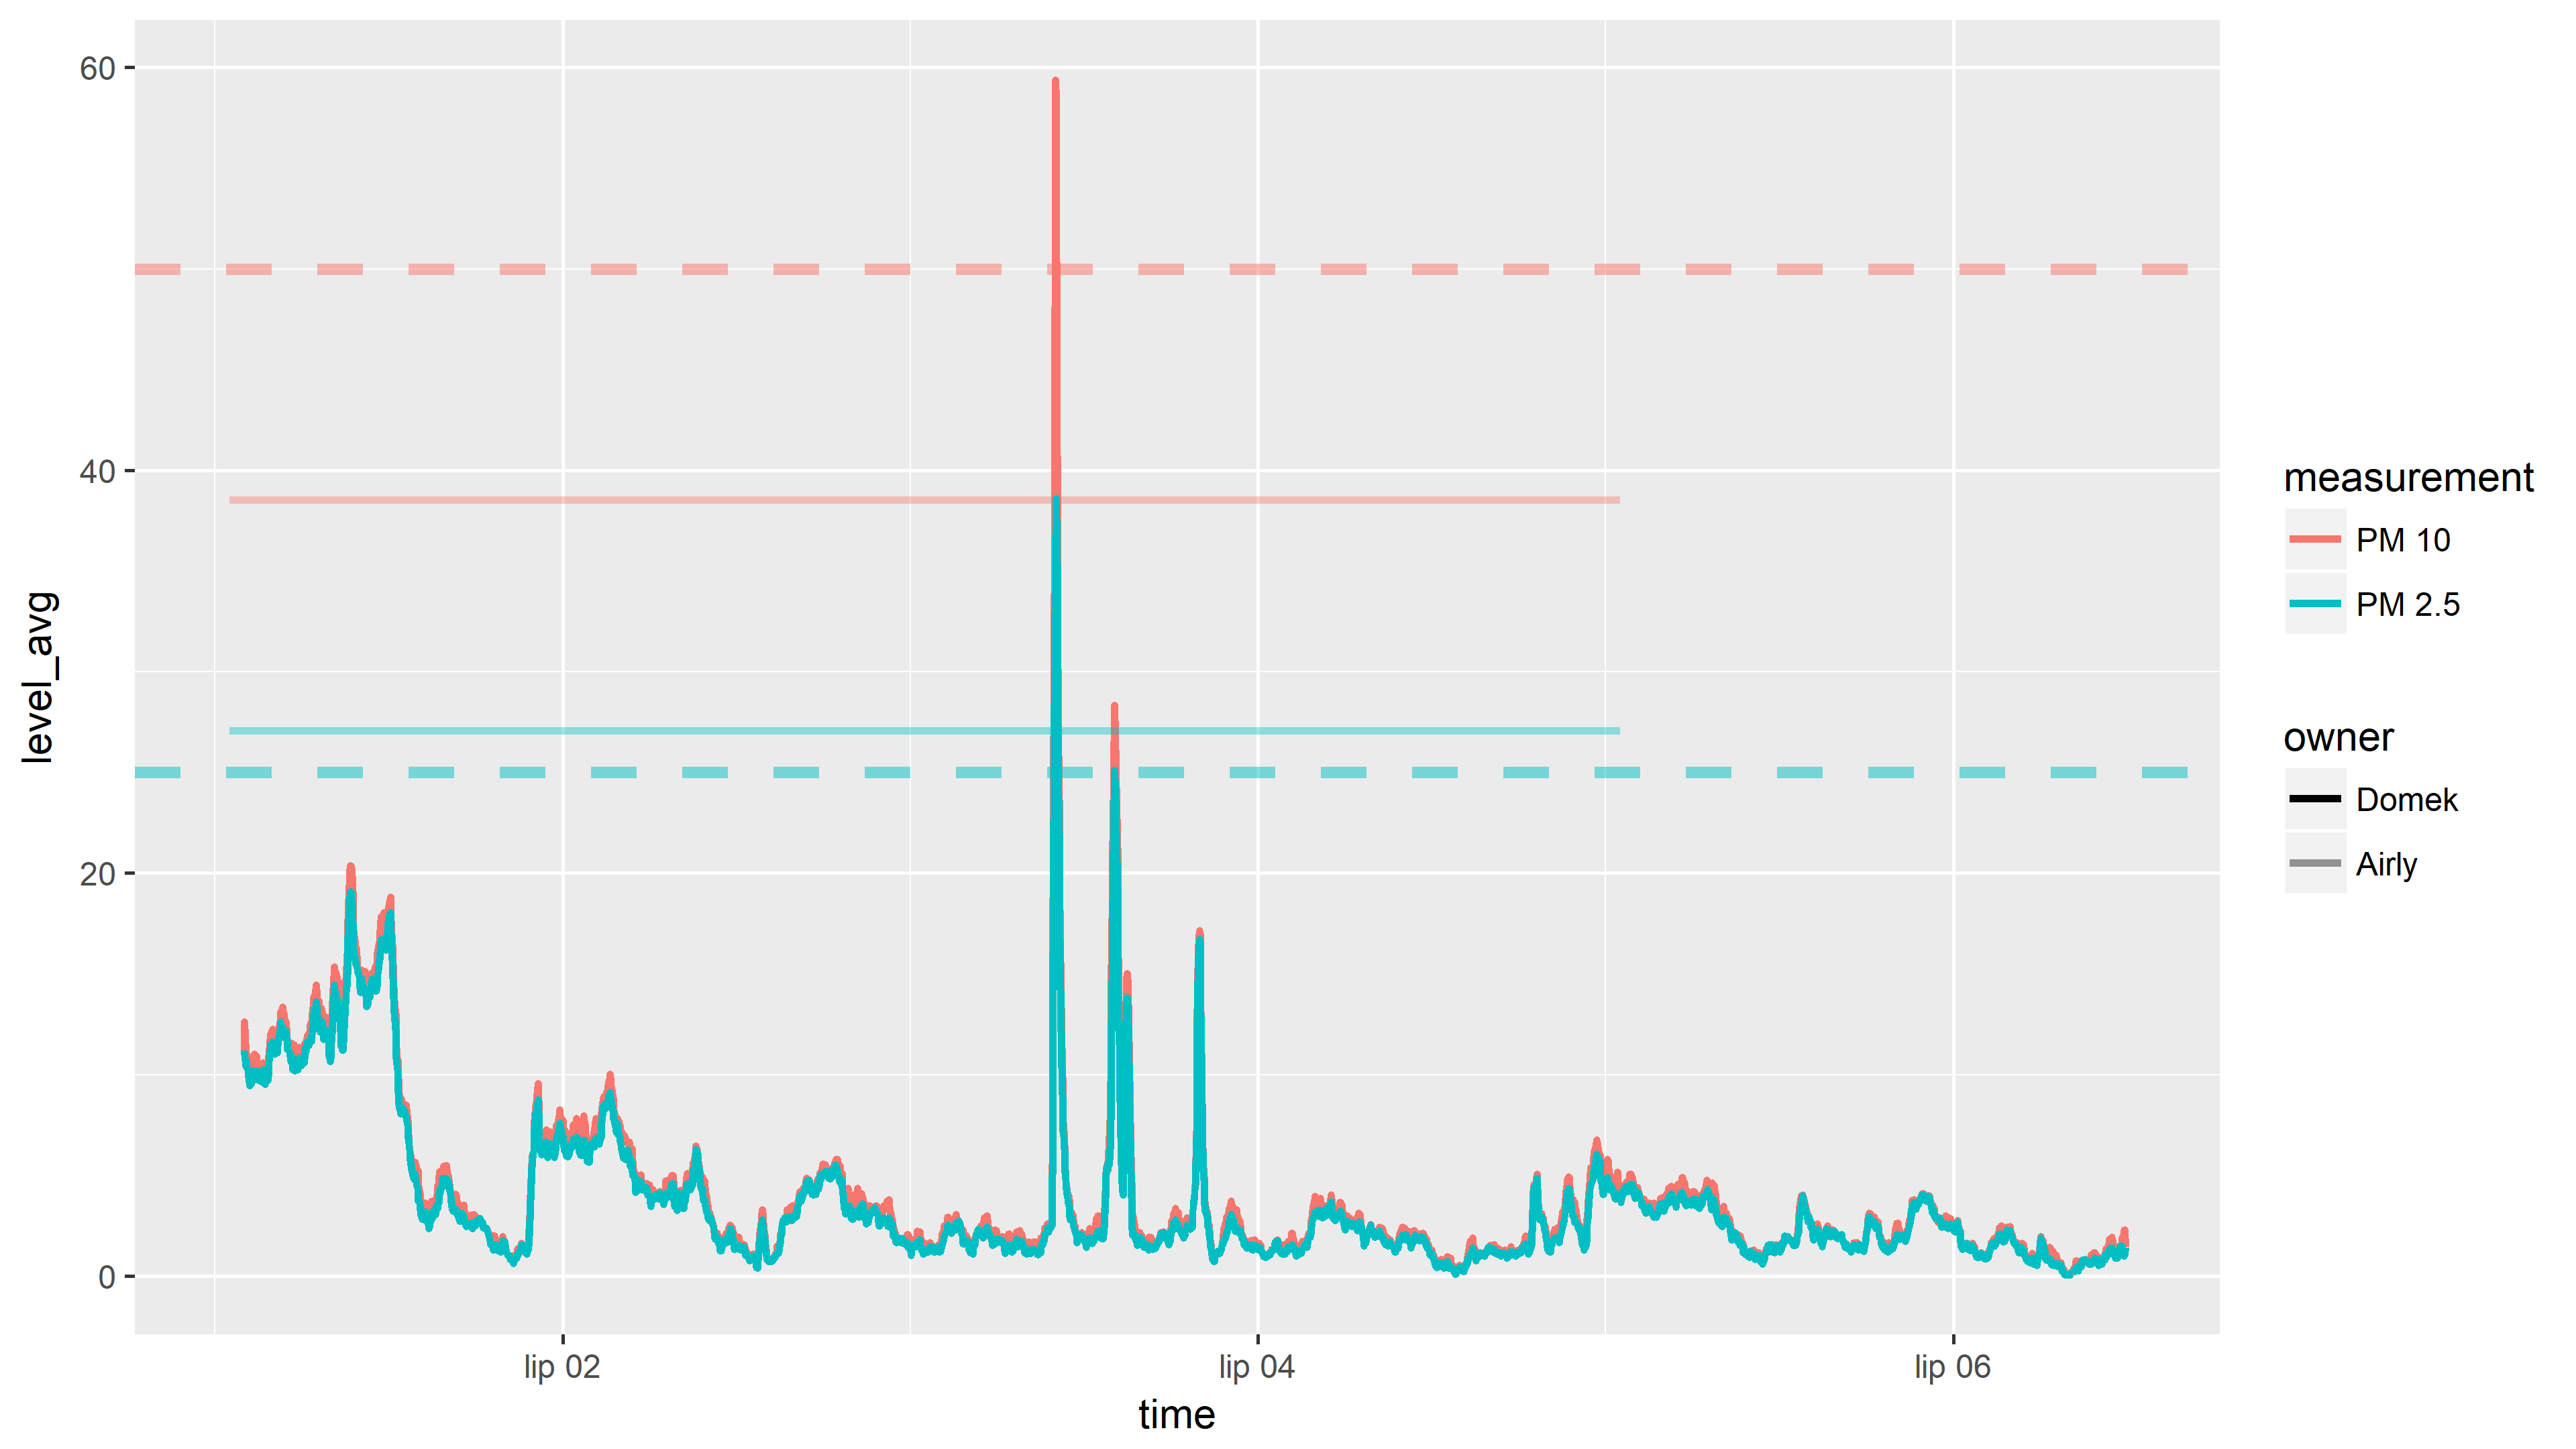 60
40
20
0
level_avg
lip 02
lip 04
lip 06
time
measurement
PM 10
PM 2.5
owner
Domek
Airly